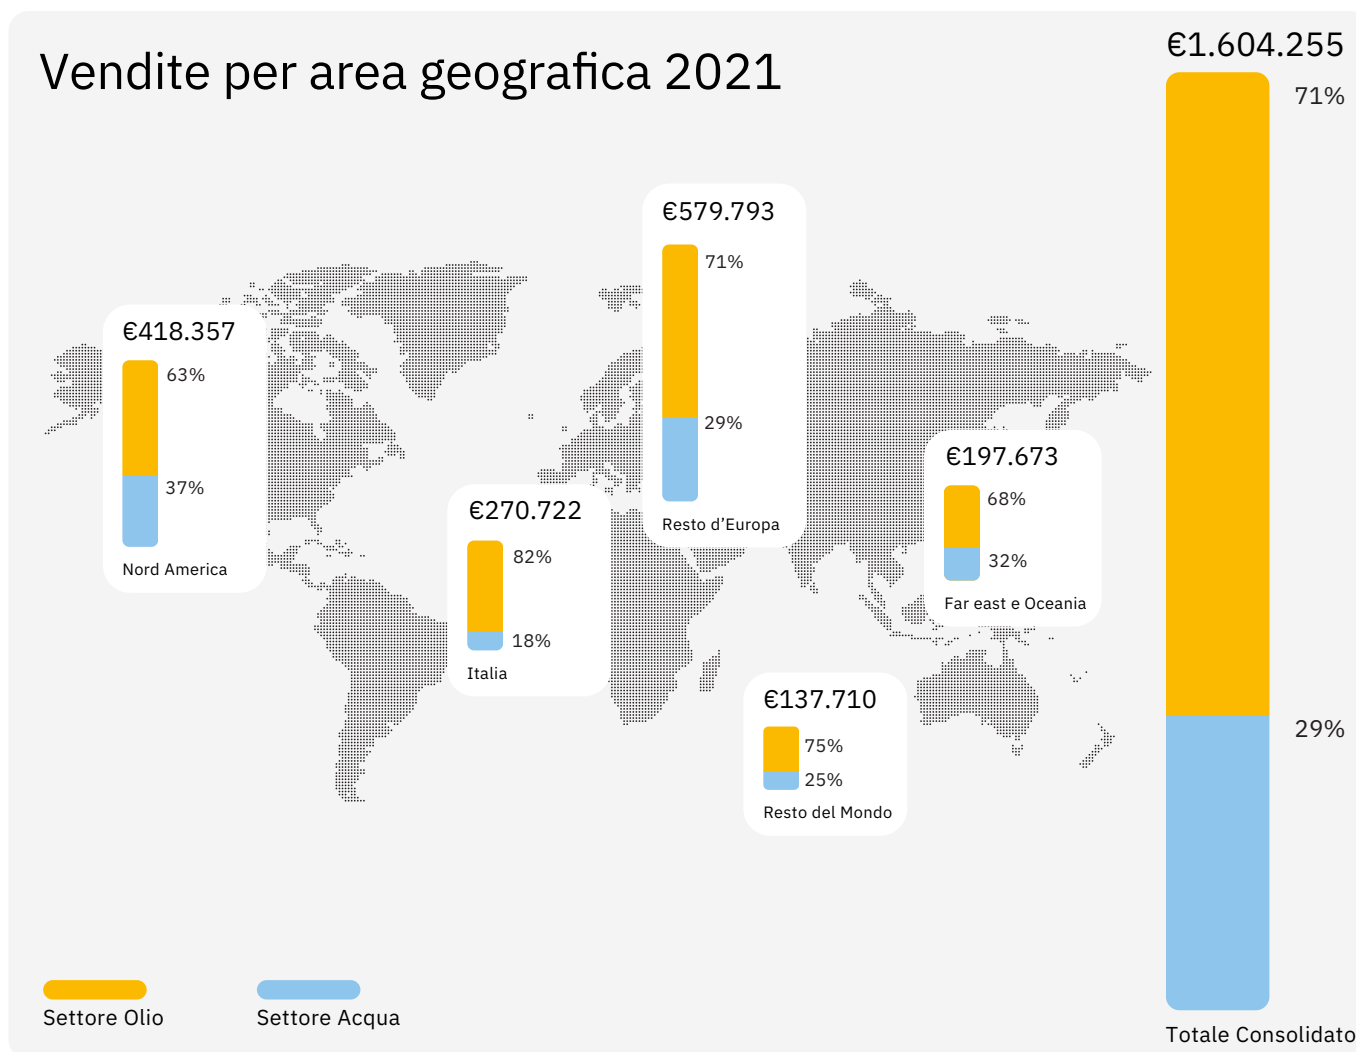 Vendite per area geografica 2021
€1.604.255
71%
29%
Totale Consolidato
€579.793
71%
29%
Resto d’Europa
€418.357
63%
37%
Nord America
€270.722
82%
18%
Italia
€197.673
68%
32%
Far east e Oceania
€137.710
75%
25%
Resto del Mondo
Settore Olio
Settore Acqua